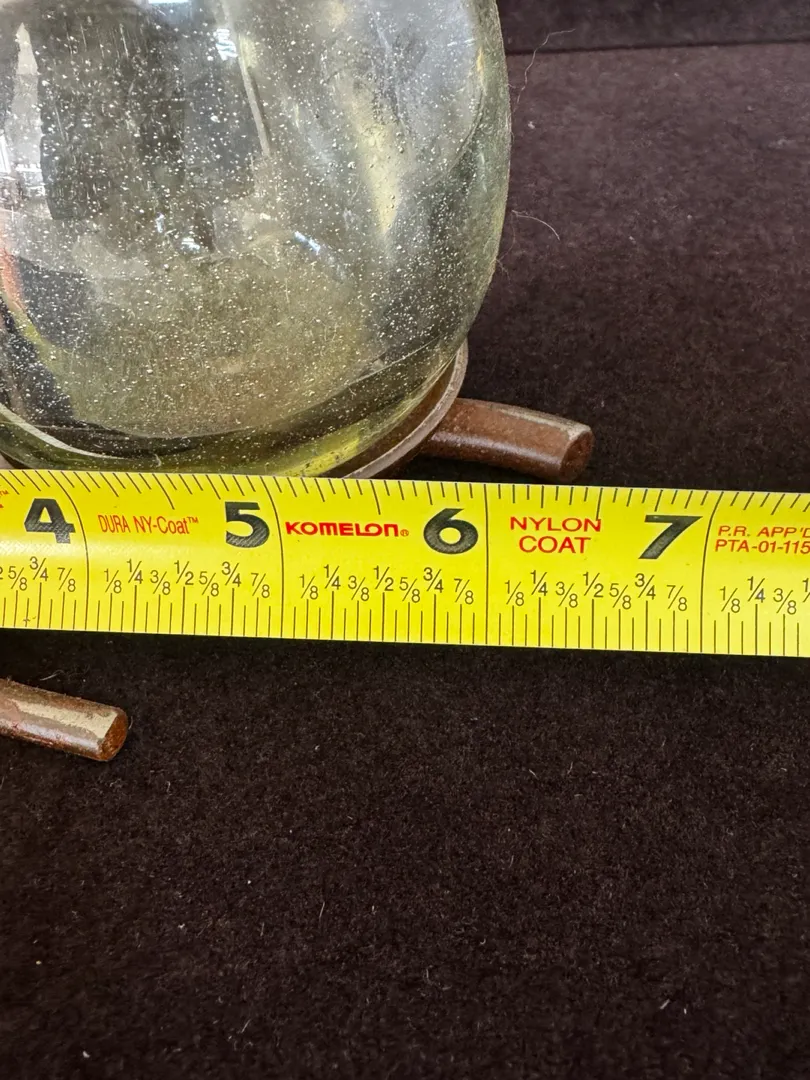 4 DURA NY-Coat™ 5 KOMELON® 6 NYLON COAT 7 P.R. APP'D PTA-01-115
5/8 3/4 7/8 1/8 1/4 3/8 1/2 5/8 3/4 7/8 1/8 1/4 3/8 1/2 5/8 3/4 7/8 1/8 1/4 3/8 1/2 5/8 3/4 7/8 1/8 1/4 3/8